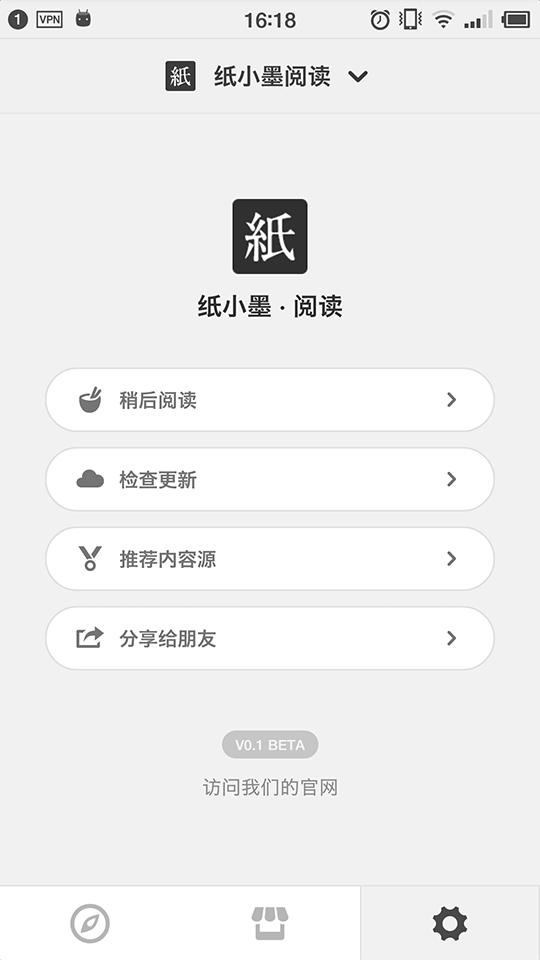 1 VPN 16:18
紙 纸小墨阅读
紙
纸小墨 · 阅读
稍后阅读
检查更新
推荐内容源
分享给朋友
V0.1 BETA
访问我们的官网